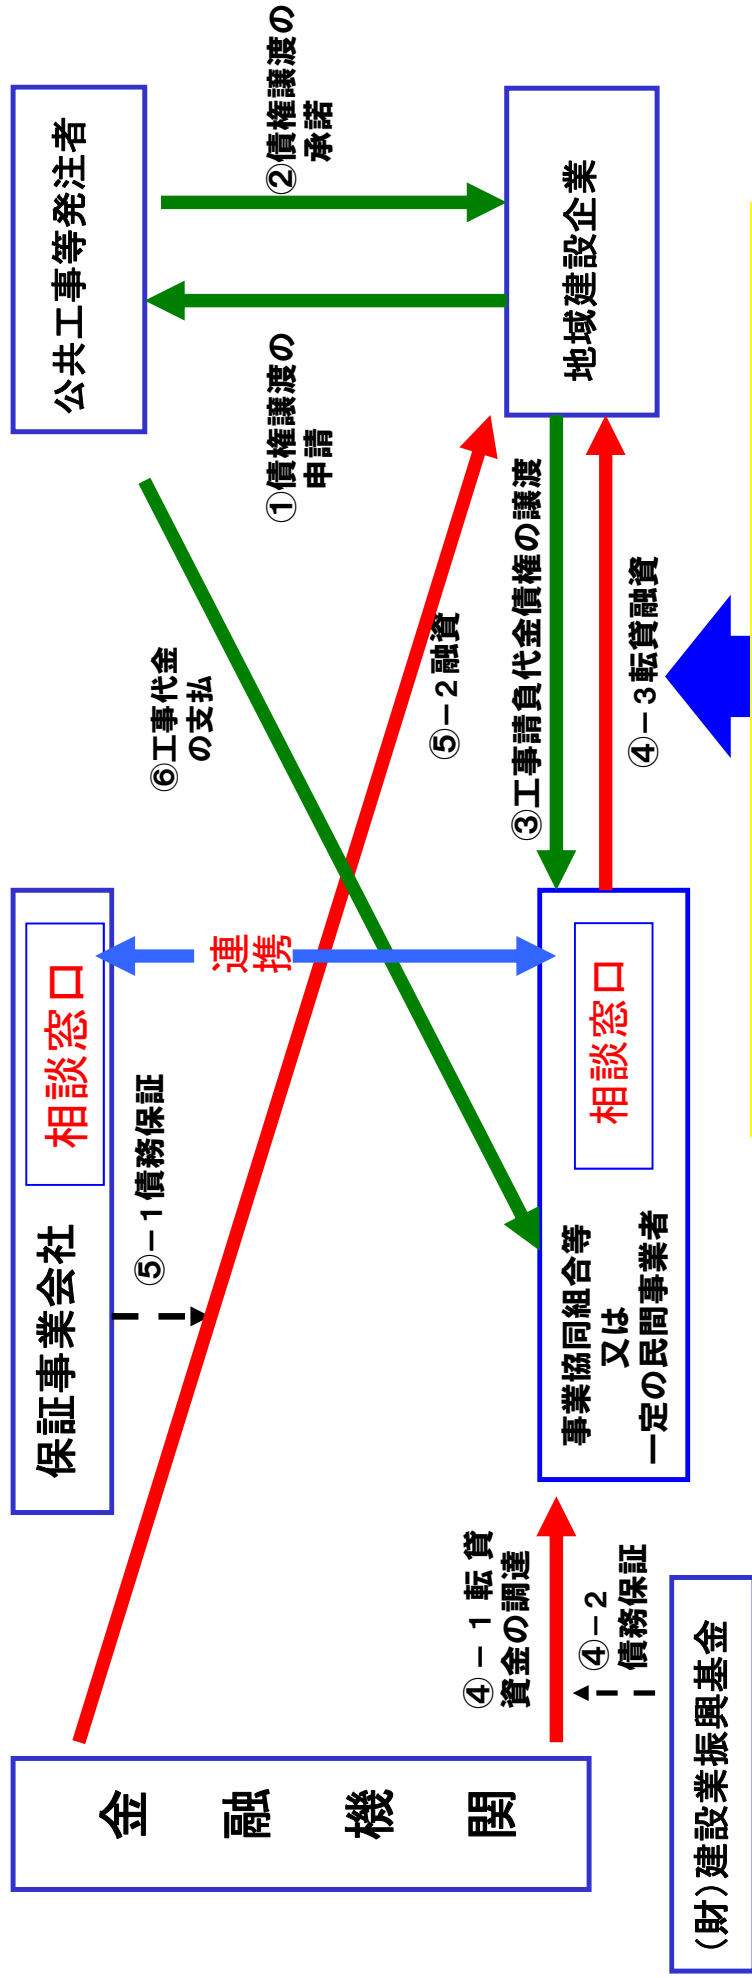 金融機関
保証事業会社
相談窓口
公共工事等発注者
⑤－１債務保証
連携
⑥工事代金
の支払
①債権譲渡の
申請
②債権譲渡の
承諾
⑤－２融資
④－１転貸
資金の調達
④－２
債務保証
事業協同組合等
又は
一定の民間事業者
相談窓口
③工事請負代金債権の譲渡
④－３転貸融資
地域建設企業
(財)建設業振興基金